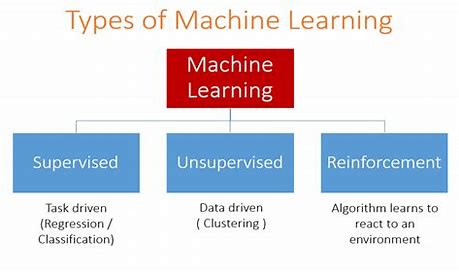 Types of Machine Learning
Machine
Learning
Supervised
Unsupervised
Reinforcement
Task driven
(Regression /
Classification)
Data driven
( Clustering )
Algorithm learns to
react to an
environment